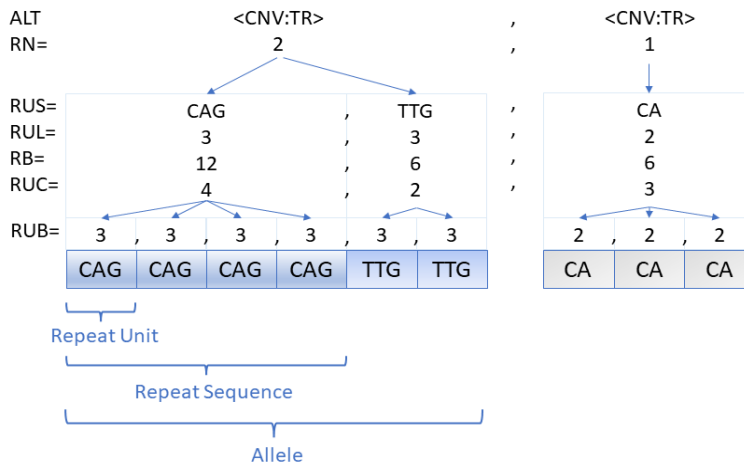 ALT <CNV:TR> , <CNV:TR>
RN= 2 , 1
RUS= CAG , TTG , CA
RUL= 3 , 3 , 2
RB= 12 , 6 , 6
RUC= 4 , 2 , 3
RUB= 3 , 3 , 3 , 3 , 3 , 3 2 , 2 , 2
CAG CAG CAG CAG TTG TTG CA CA CA
Repeat Unit
Repeat Sequence
Allele